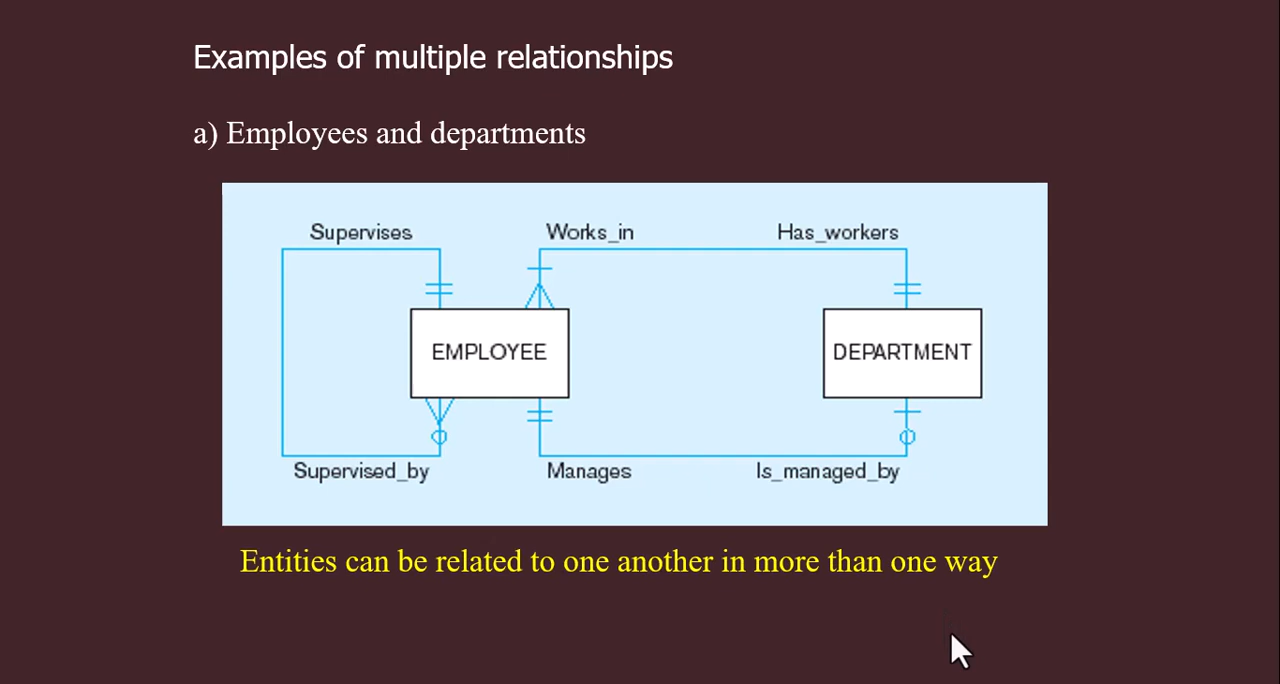 Examples of multiple relationships
a) Employees and departments
Supervises
Works_in
Has_workers
EMPLOYEE
DEPARTMENT
Supervised_by
Manages
Is_managed_by
Entities can be related to one another in more than one way